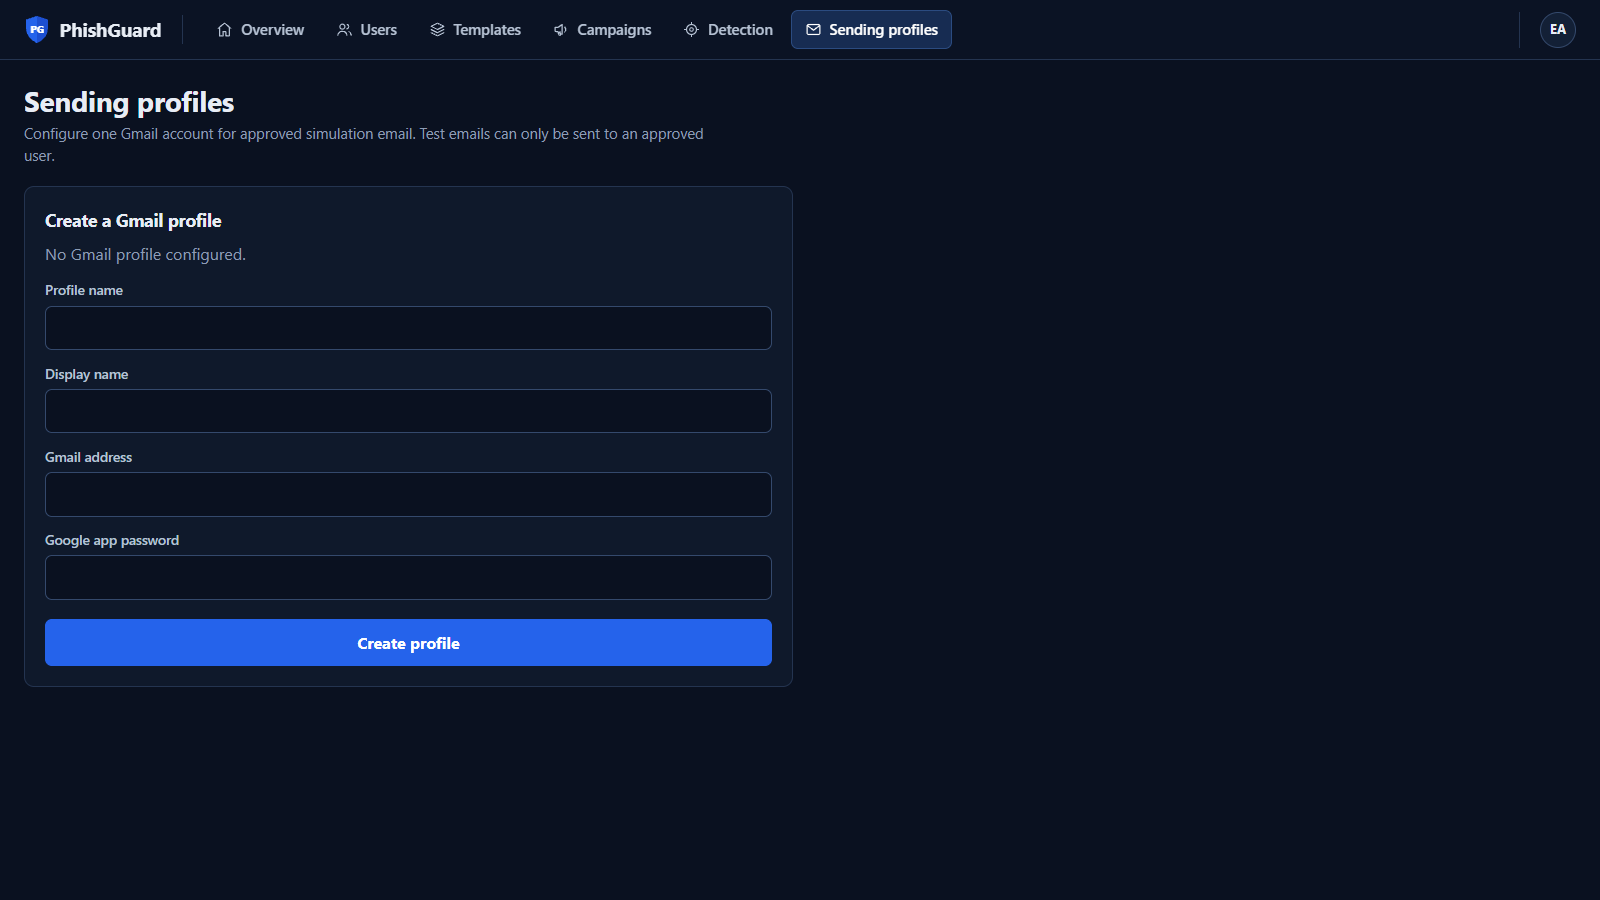 PG PhishGuard Overview Users Templates Campaigns Detection Sending profiles EA
Sending profiles
Configure one Gmail account for approved simulation email. Test emails can only be sent to an approved
user.
Create a Gmail profile
No Gmail profile configured.
Profile name
Display name
Gmail address
Google app password
Create profile